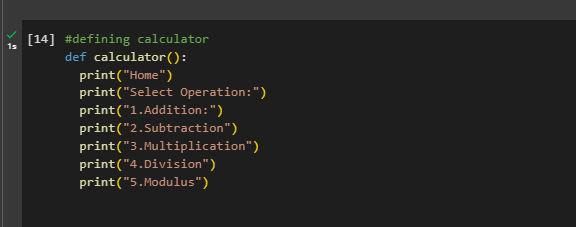 [14] #defining calculator
1s
def calculator():
  print("Home")
  print("Select Operation:")
  print("1.Addition:")
  print("2.Subtraction")
  print("3.Multiplication")
  print("4.Division")
  print("5.Modulus")